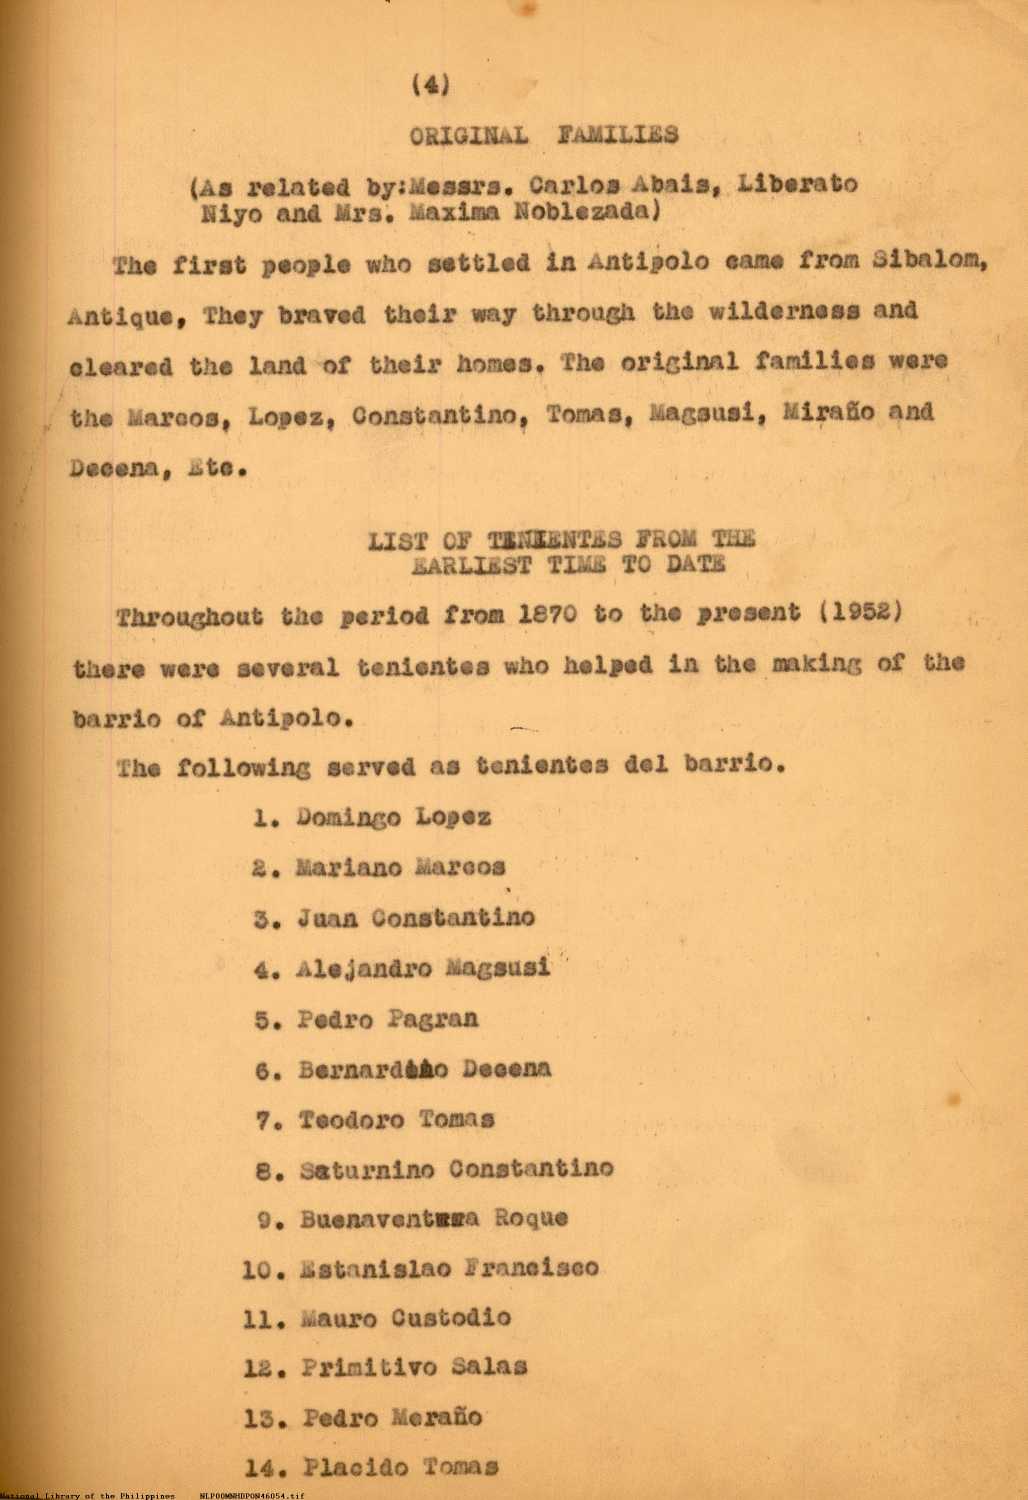 (4)
ORIGINAL FAMILIES
(As related by:Messrs. Carlos Abais, Liberato
Niyo and Mrs. Maxima Noblezada)
The first people who settled in Antipolo came from Sibalom,
Antique, They braved their way through the wilderness and
cleared the land of their homes. The original families were
the Marcos, Lopez, Constantino, Tomas, Magsusi, Miraño and
Decena, Etc.
LIST OF TENIENTES FROM THE
EARLIEST TIME TO DATE
Throughout the period from 1870 to the present (1952)
there were several tenientes who helped in the making of the
barrio of Antipolo.
The following served as tenientes del barrio.
1. Domingo Lopez
2. Mariano Marcos
3. Juan Constantino
4. Alejandro Magsusi
5. Pedro Pagran
6. Bernardino Decena
7. Teodoro Tomas
8. Saturnino Constantino
9. Buenaventura Roque
10. Estanislao Francisco
11. Mauro Custodio
12. Primitivo Salas
13. Pedro Meraño
14. Placido Tomas
National Library of the Philippines NLPOOMNHDPON46054.tif